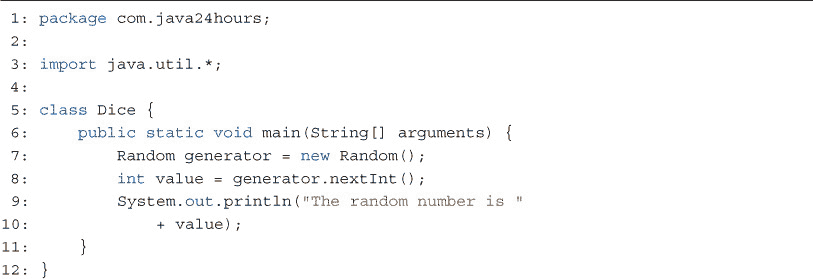 1: package com.java24hours;
2:
3: import java.util.*;
4:
5: class Dice {
6:     public static void main(String[] arguments) {
7:         Random generator = new Random();
8:         int value = generator.nextInt();
9:         System.out.println("The random number is "
10:             + value);
11:     }
12: }